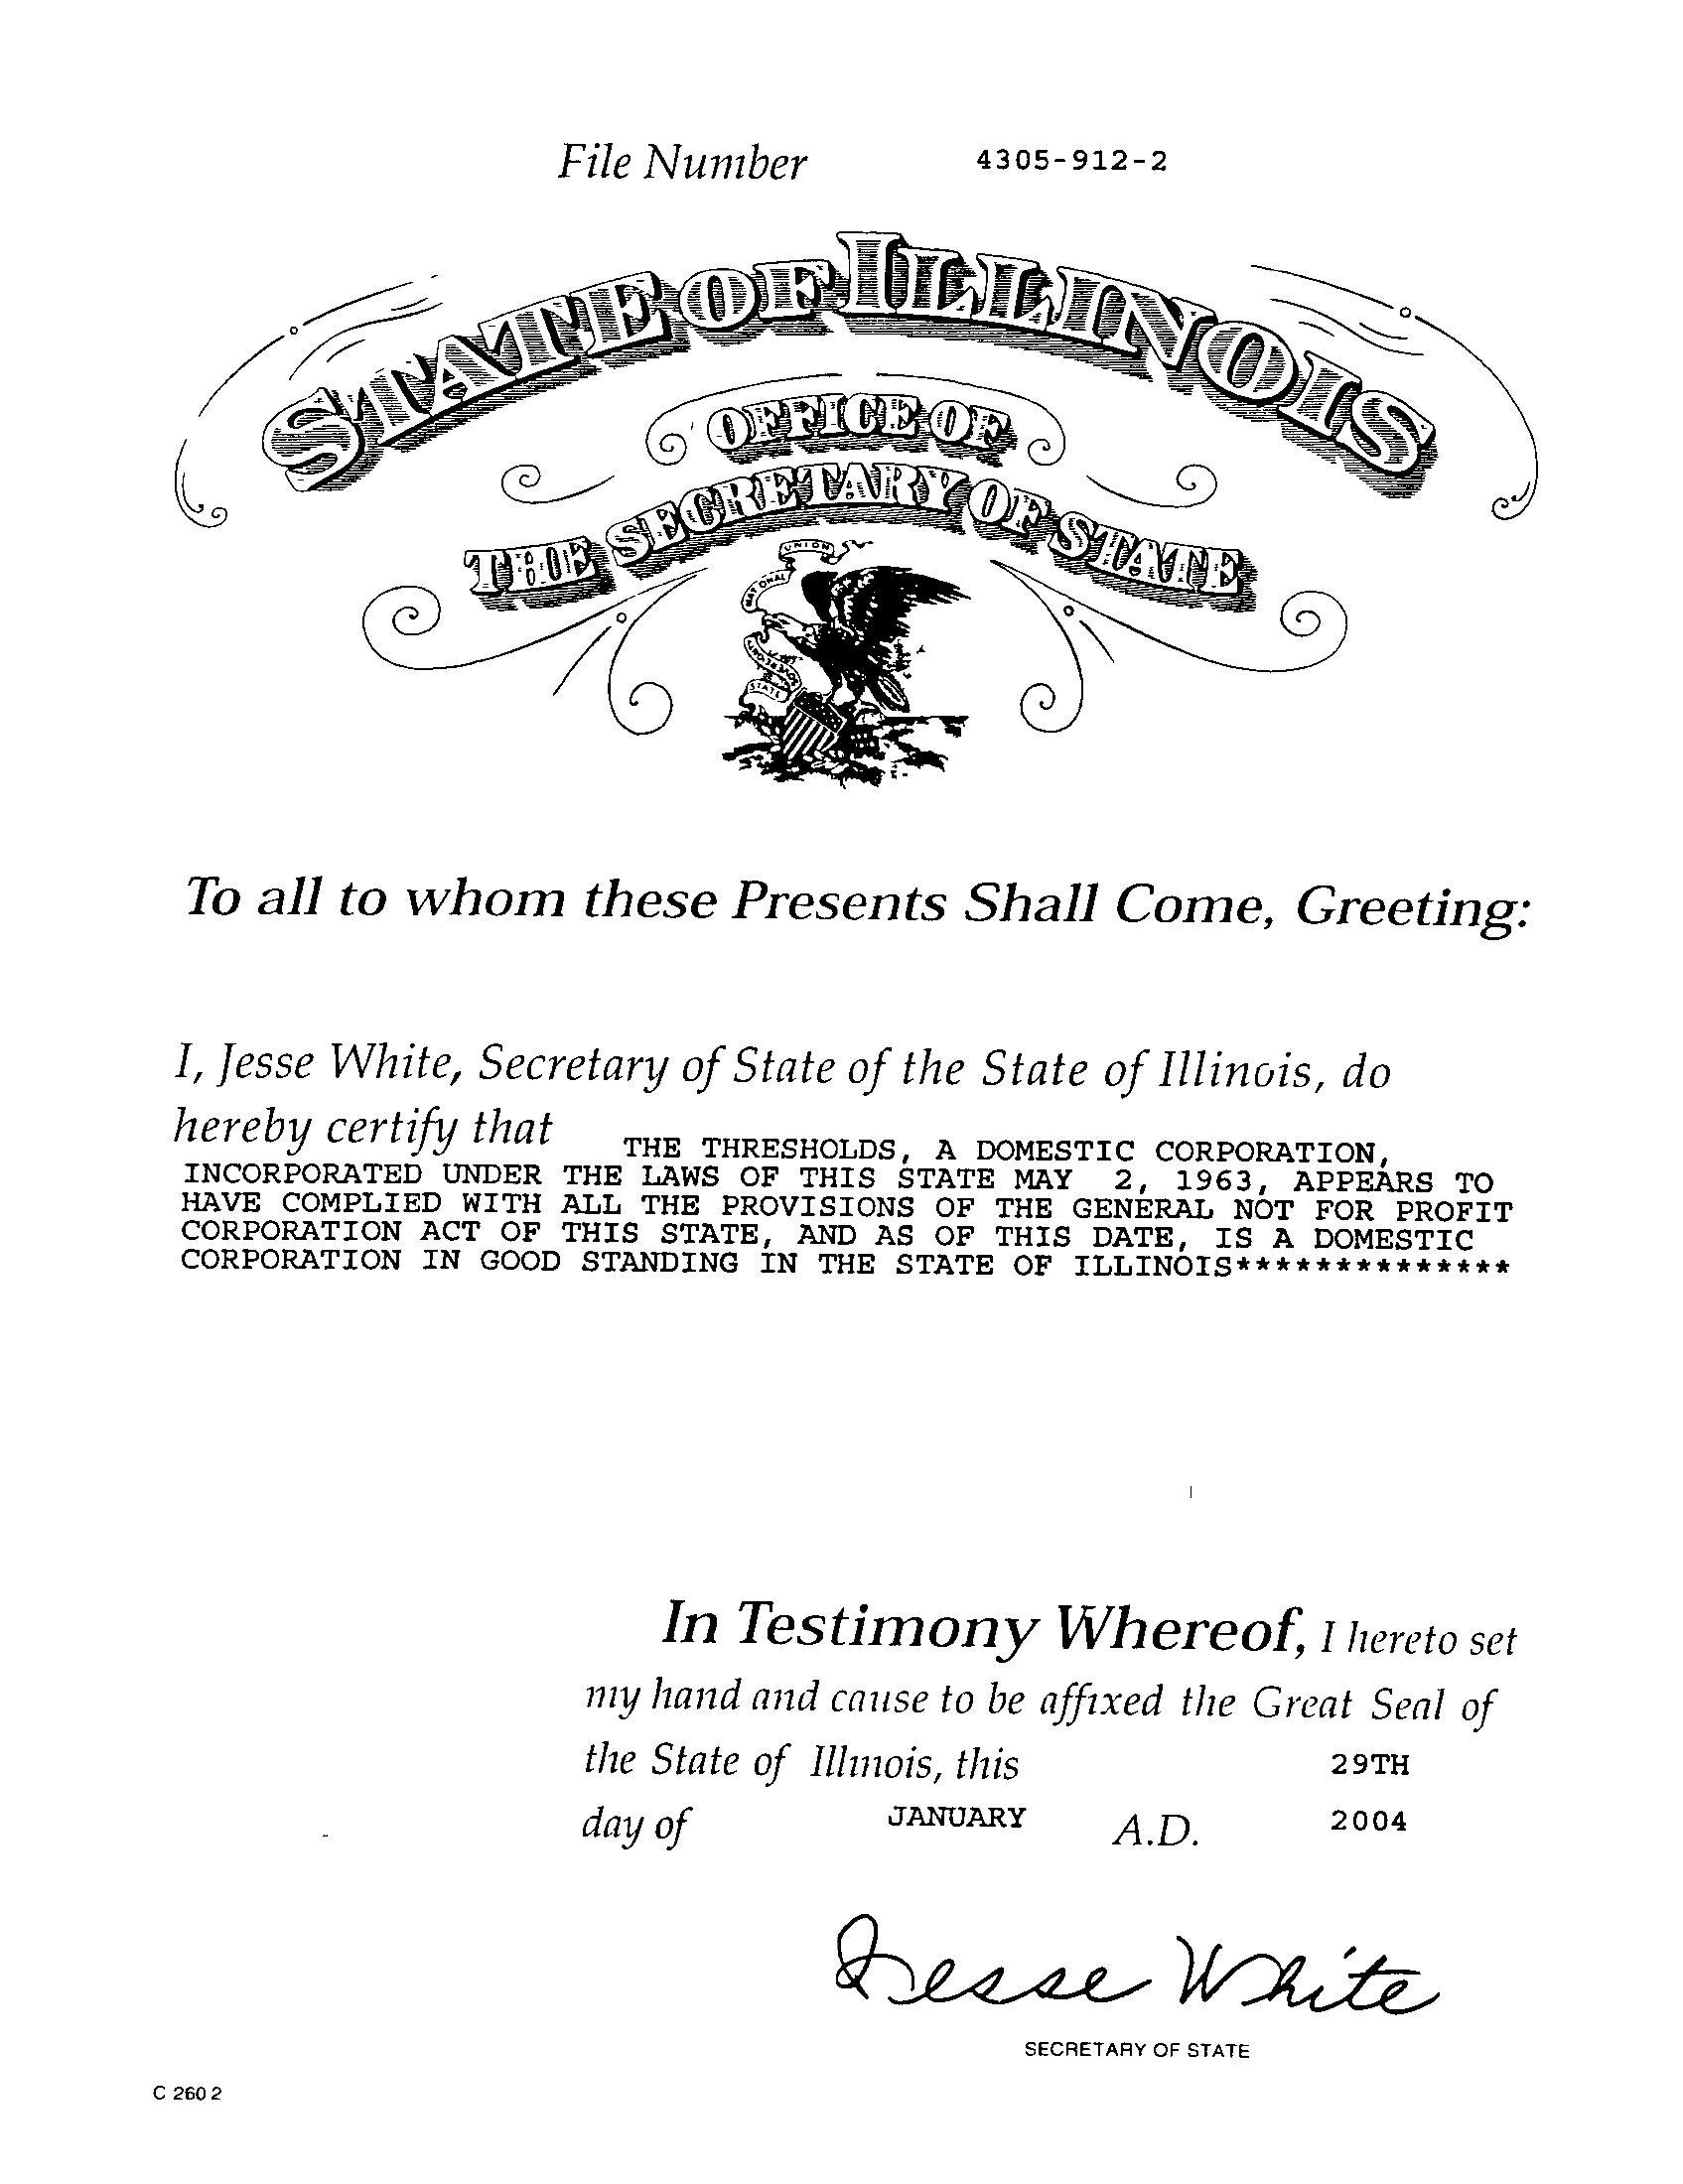 File Number 4305-912-2
STATE OF ILLINOIS
OFFICE OF
THE SECRETARY OF STATE
UNION
NATIONAL
SOVEREIGNTY
STATE
To all to whom these Presents Shall Come, Greeting:
I, Jesse White, Secretary of State of the State of Illinois, do
hereby certify that THE THRESHOLDS, A DOMESTIC CORPORATION,
INCORPORATED UNDER THE LAWS OF THIS STATE MAY 2, 1963, APPEARS TO
HAVE COMPLIED WITH ALL THE PROVISIONS OF THE GENERAL NOT FOR PROFIT
CORPORATION ACT OF THIS STATE, AND AS OF THIS DATE, IS A DOMESTIC
CORPORATION IN GOOD STANDING IN THE STATE OF ILLINOIS**************
In Testimony Whereof, I hereto set
my hand and cause to be affixed the Great Seal of
the State of Illinois, this 29TH
day of JANUARY A.D. 2004
Jesse White
SECRETARY OF STATE
C 260 2